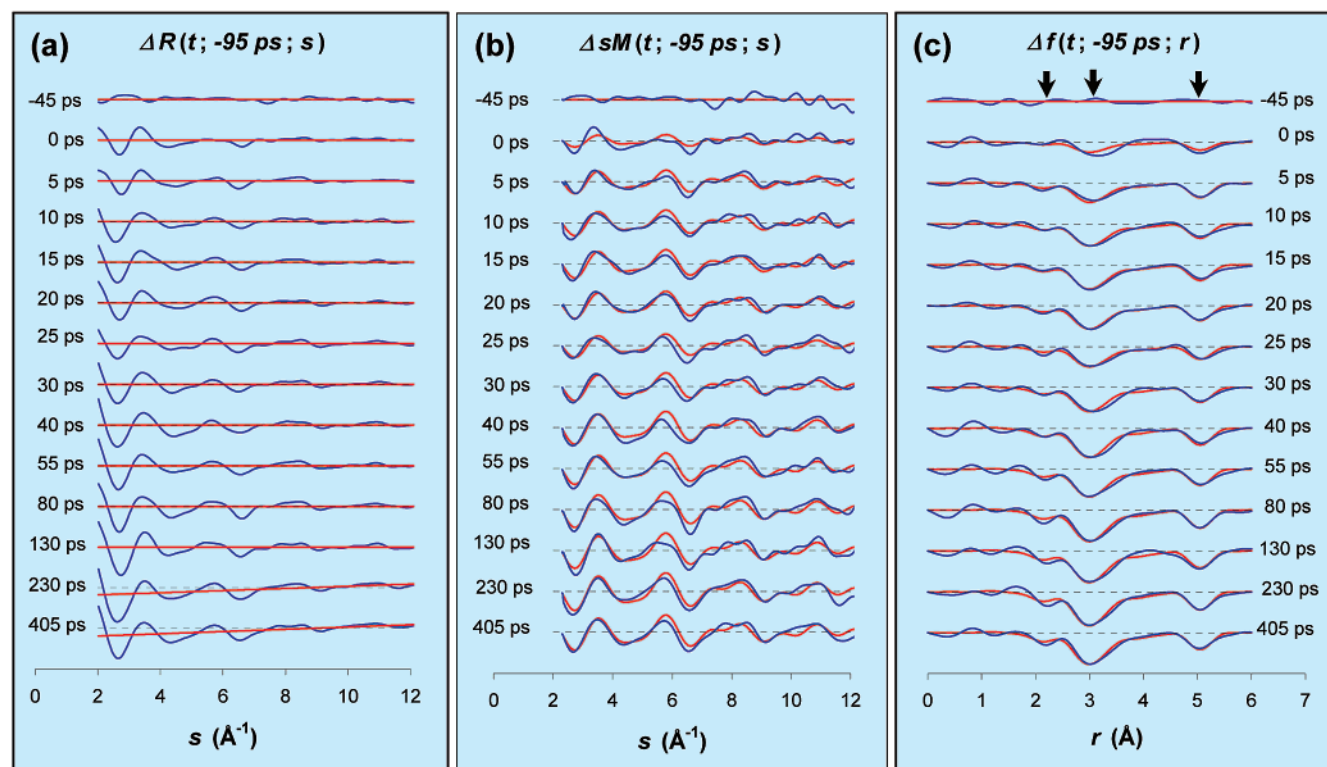 (a) ΔR(t; -95 ps; s)
-45 ps
0 ps
5 ps
10 ps
15 ps
20 ps
25 ps
30 ps
40 ps
55 ps
80 ps
130 ps
230 ps
405 ps
0 2 4 6 8 10 12
s (Å⁻¹)
(b) ΔsM(t; -95 ps; s)
-45 ps
0 ps
5 ps
10 ps
15 ps
20 ps
25 ps
30 ps
40 ps
55 ps
80 ps
130 ps
230 ps
405 ps
0 2 4 6 8 10 12
s (Å⁻¹)
(c) Δf(t; -95 ps; r)
-45 ps
0 ps
5 ps
10 ps
15 ps
20 ps
25 ps
30 ps
40 ps
55 ps
80 ps
130 ps
230 ps
405 ps
0 1 2 3 4 5 6 7
r (Å)